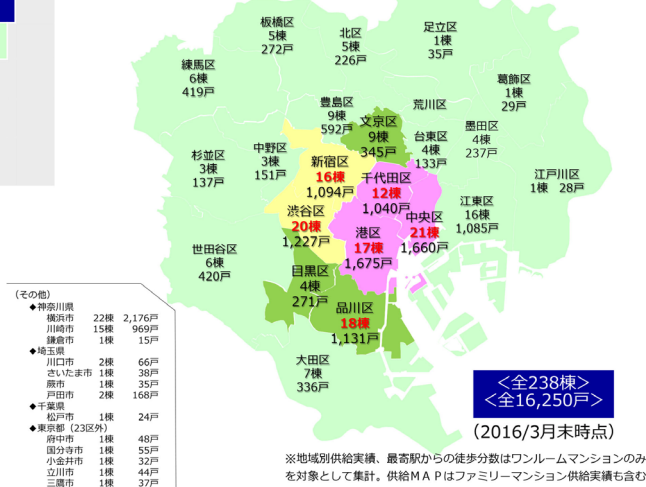 板橋区
5棟
272戸
北区
5棟
226戸
足立区
1棟
35戸
練馬区
6棟
419戸
葛飾区
1棟
29戸
豊島区
9棟
592戸
荒川区
文京区
9棟
345戸
台東区
4棟
133戸
墨田区
4棟
237戸
杉並区
3棟
137戸
中野区
3棟
151戸
新宿区
16棟
1,094戸
千代田区
12棟
1,040戸
江戸川区
1棟 28戸
渋谷区
20棟
1,227戸
港区
17棟
1,675戸
中央区
21棟
1,660戸
江東区
16棟
1,085戸
世田谷区
6棟
420戸
目黒区
4棟
271戸
品川区
18棟
1,131戸
大田区
7棟
336戸
（その他）
◆神奈川県
横浜市 22棟 2,176戸
川崎市 15棟 969戸
鎌倉市 1棟 15戸
◆埼玉県
川口市 2棟 66戸
さいたま市 1棟 38戸
蕨市 1棟 35戸
戸田市 2棟 168戸
◆千葉県
松戸市 1棟 24戸
◆東京都（23区外）
府中市 1棟 48戸
国分寺市 1棟 55戸
小金井市 1棟 32戸
立川市 1棟 44戸
三鷹市 1棟 37戸
＜全238棟＞
＜全16,250戸＞
（2016/3月末時点）
※地域別供給実績、最寄駅からの徒歩分数はワンルームマンションのみ
を対象として集計。供給ＭＡＰはファミリーマンション供給実績も含む